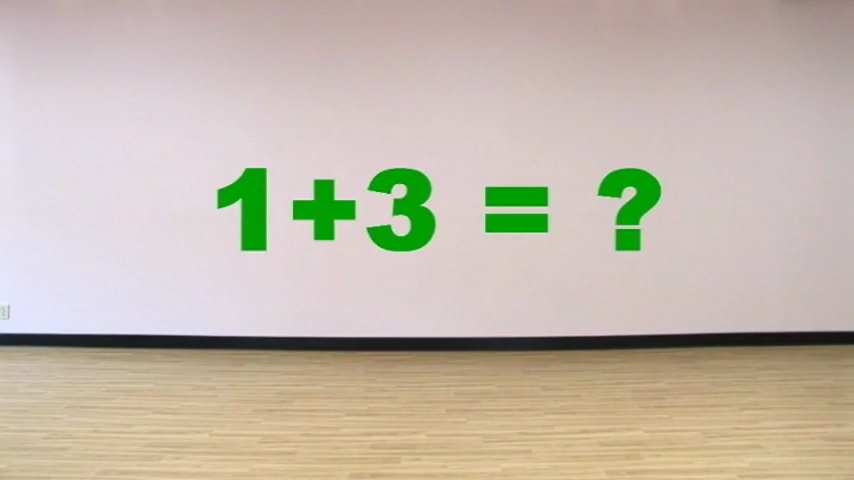 1+3 = ?